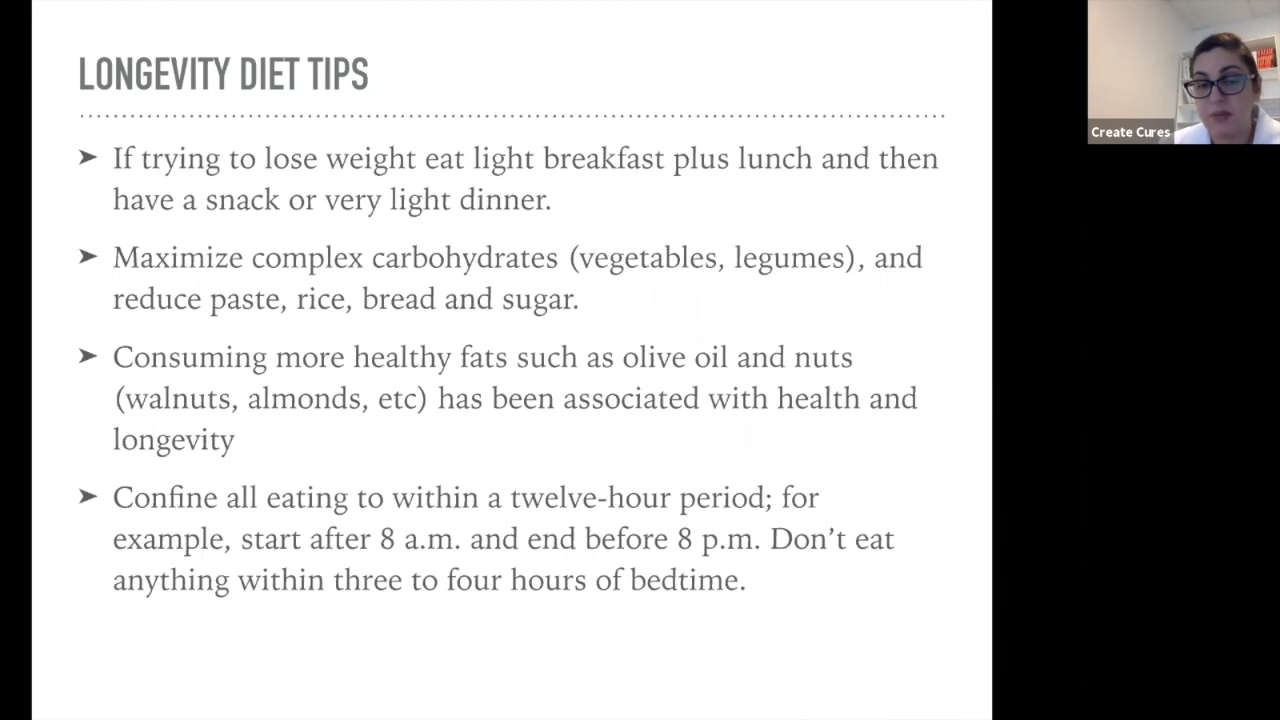 LONGEVITY DIET TIPS
➤ If trying to lose weight eat light breakfast plus lunch and then
have a snack or very light dinner.
➤ Maximize complex carbohydrates (vegetables, legumes), and
reduce paste, rice, bread and sugar.
➤ Consuming more healthy fats such as olive oil and nuts
(walnuts, almonds, etc) has been associated with health and
longevity
➤ Confine all eating to within a twelve-hour period; for
example, start after 8 a.m. and end before 8 p.m. Don’t eat
anything within three to four hours of bedtime.
Create Cures